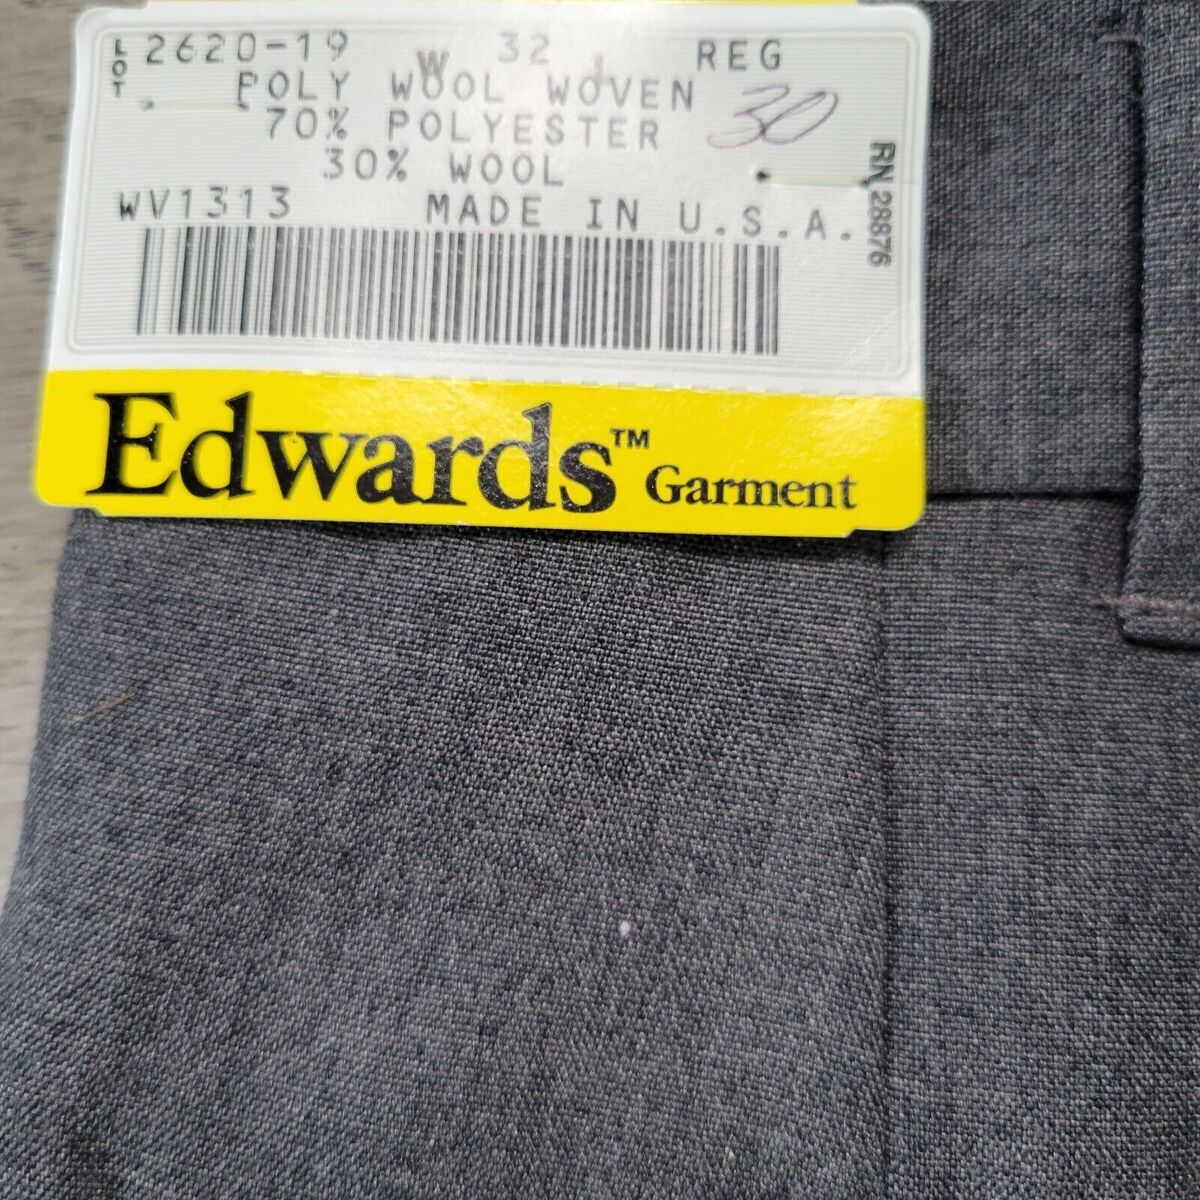 LOT 2620-19 W 32 L REG
POLY WOOL WOVEN 30
70% POLYESTER
30% WOOL
WV1313 MADE IN U.S.A.
RN 28876
Edwards™ Garment